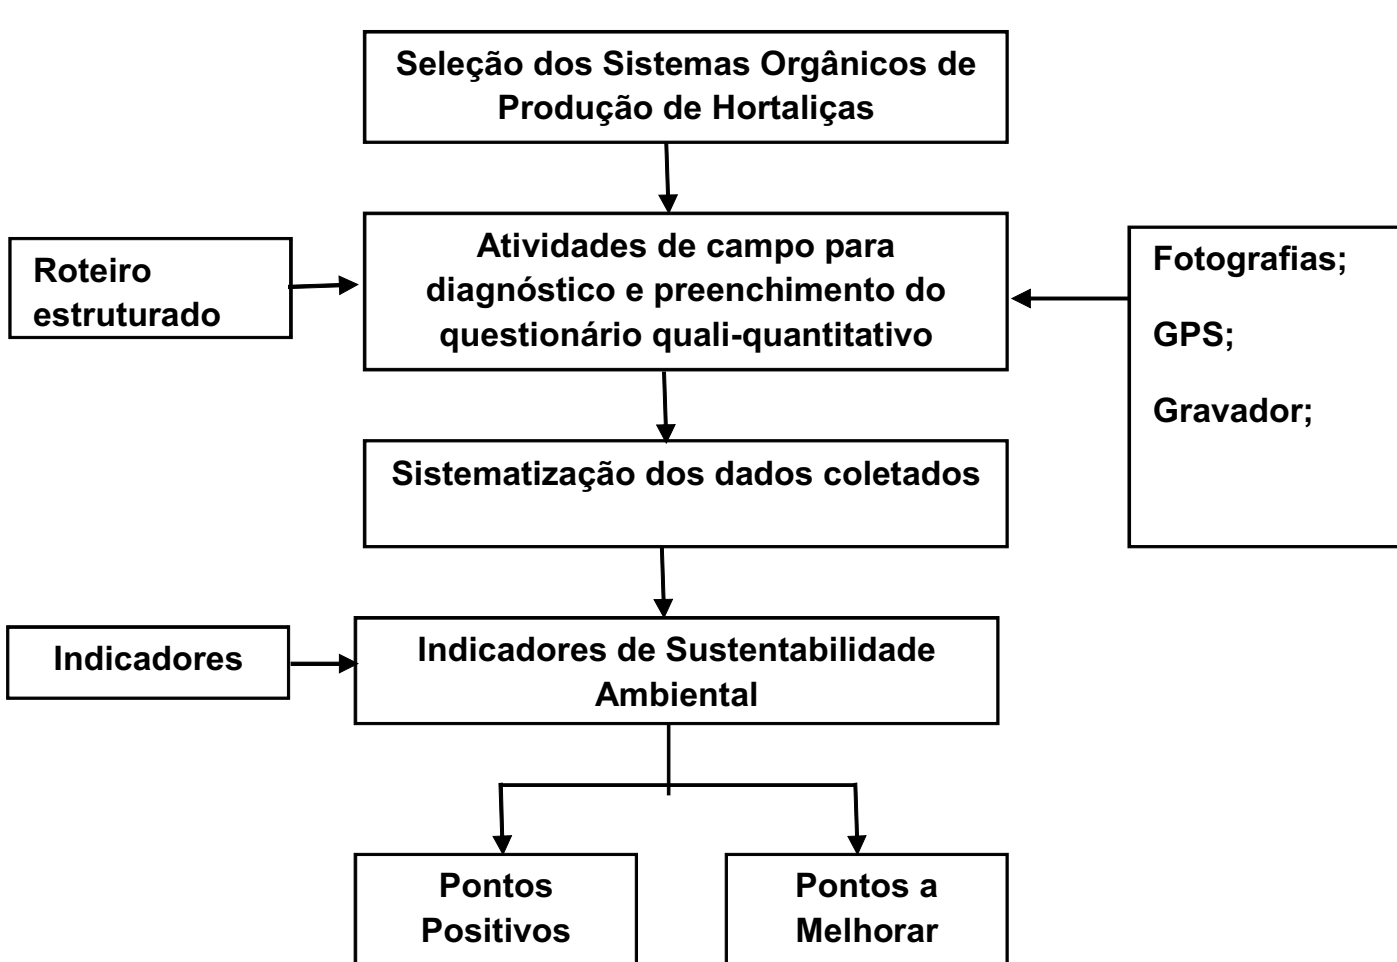 Seleção dos Sistemas Orgânicos de
Produção de Hortaliças
Roteiro
estruturado
Atividades de campo para
diagnóstico e preenchimento do
questionário quali-quantitativo
Fotografias;
GPS;
Gravador;
Sistematização dos dados coletados
Indicadores
Indicadores de Sustentabilidade
Ambiental
Pontos
Positivos
Pontos a
Melhorar